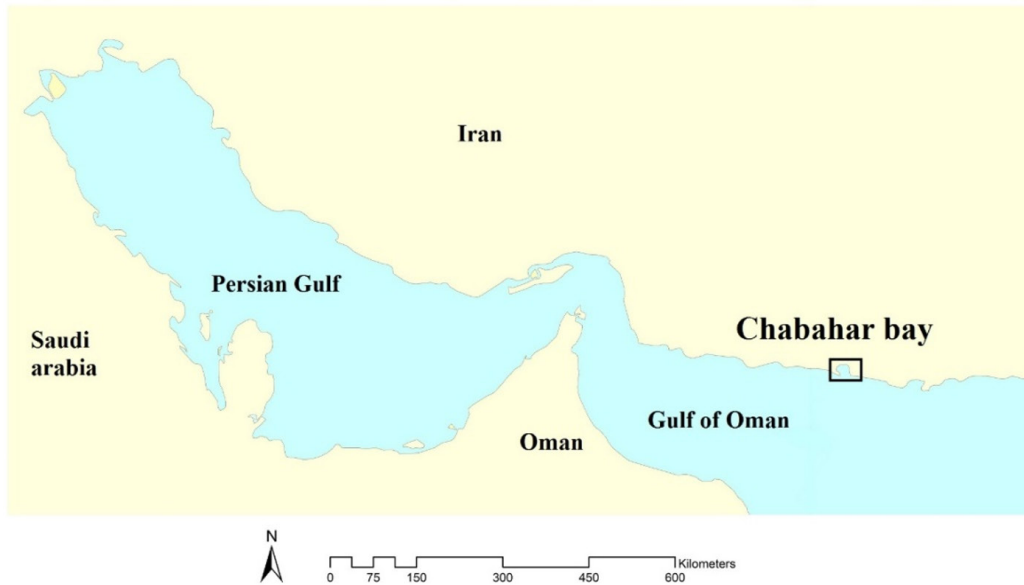 Iran
Persian Gulf
Chabahar bay
Saudi
arabia
Gulf of Oman
Oman
N
Kilometers
0 75 150 300 450 600